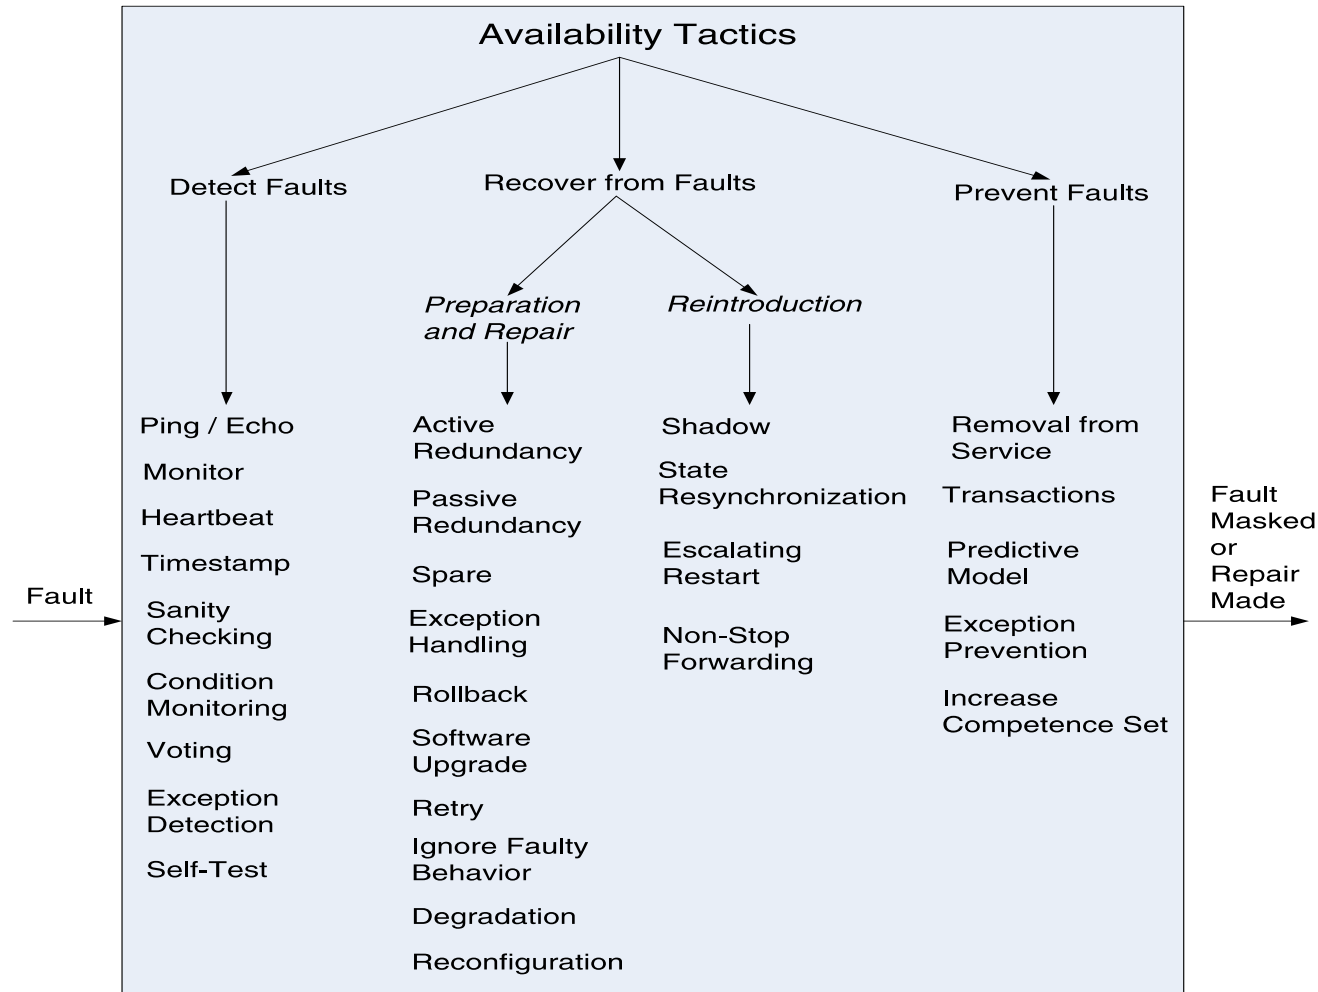 Availability Tactics
Detect Faults
Recover from Faults
Prevent Faults
Preparation
and Repair
Reintroduction
Fault
Ping / Echo
Monitor
Heartbeat
Timestamp
Sanity
Checking
Condition
Monitoring
Voting
Exception
Detection
Self-Test
Active
Redundancy
Passive
Redundancy
Spare
Exception
Handling
Rollback
Software
Upgrade
Retry
Ignore Faulty
Behavior
Degradation
Reconfiguration
Shadow
State
Resynchronization
Escalating
Restart
Non-Stop
Forwarding
Removal from
Service
Transactions
Predictive
Model
Exception
Prevention
Increase
Competence Set
Fault
Masked
or
Repair
Made